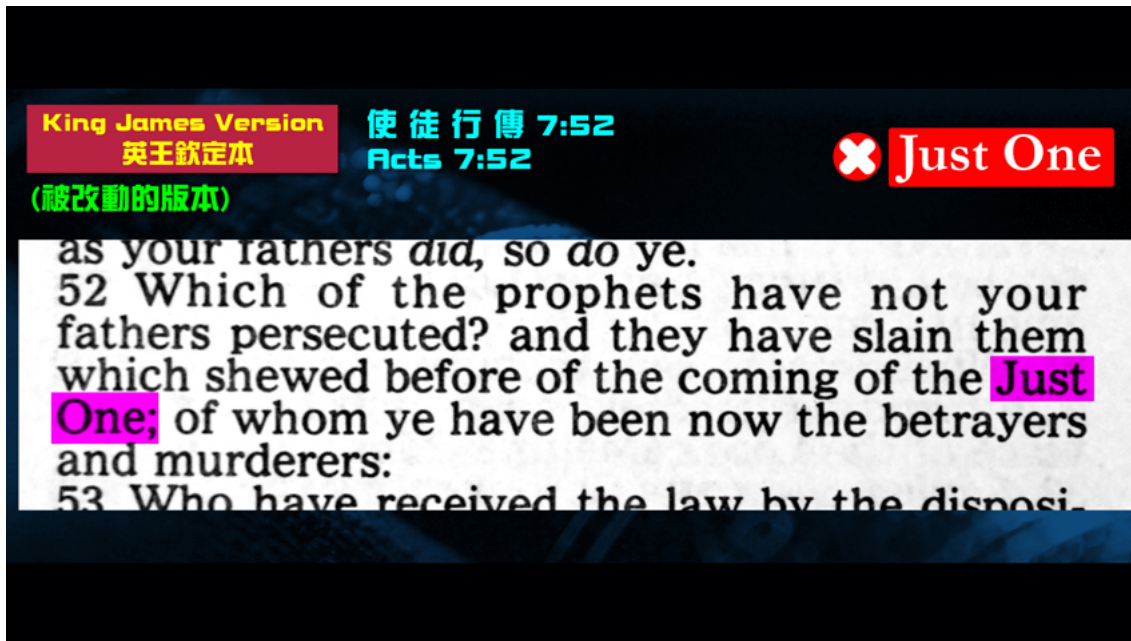 King James Version
英王欽定本
(被改動的版本)
使徒行傳 7:52
Acts 7:52
Just One
as your fathers did, so do ye.
52 Which of the prophets have not your
fathers persecuted? and they have slain them
which shewed before of the coming of the Just
One; of whom ye have been now the betrayers
and murderers:
53 Who have received the law by the disposi-